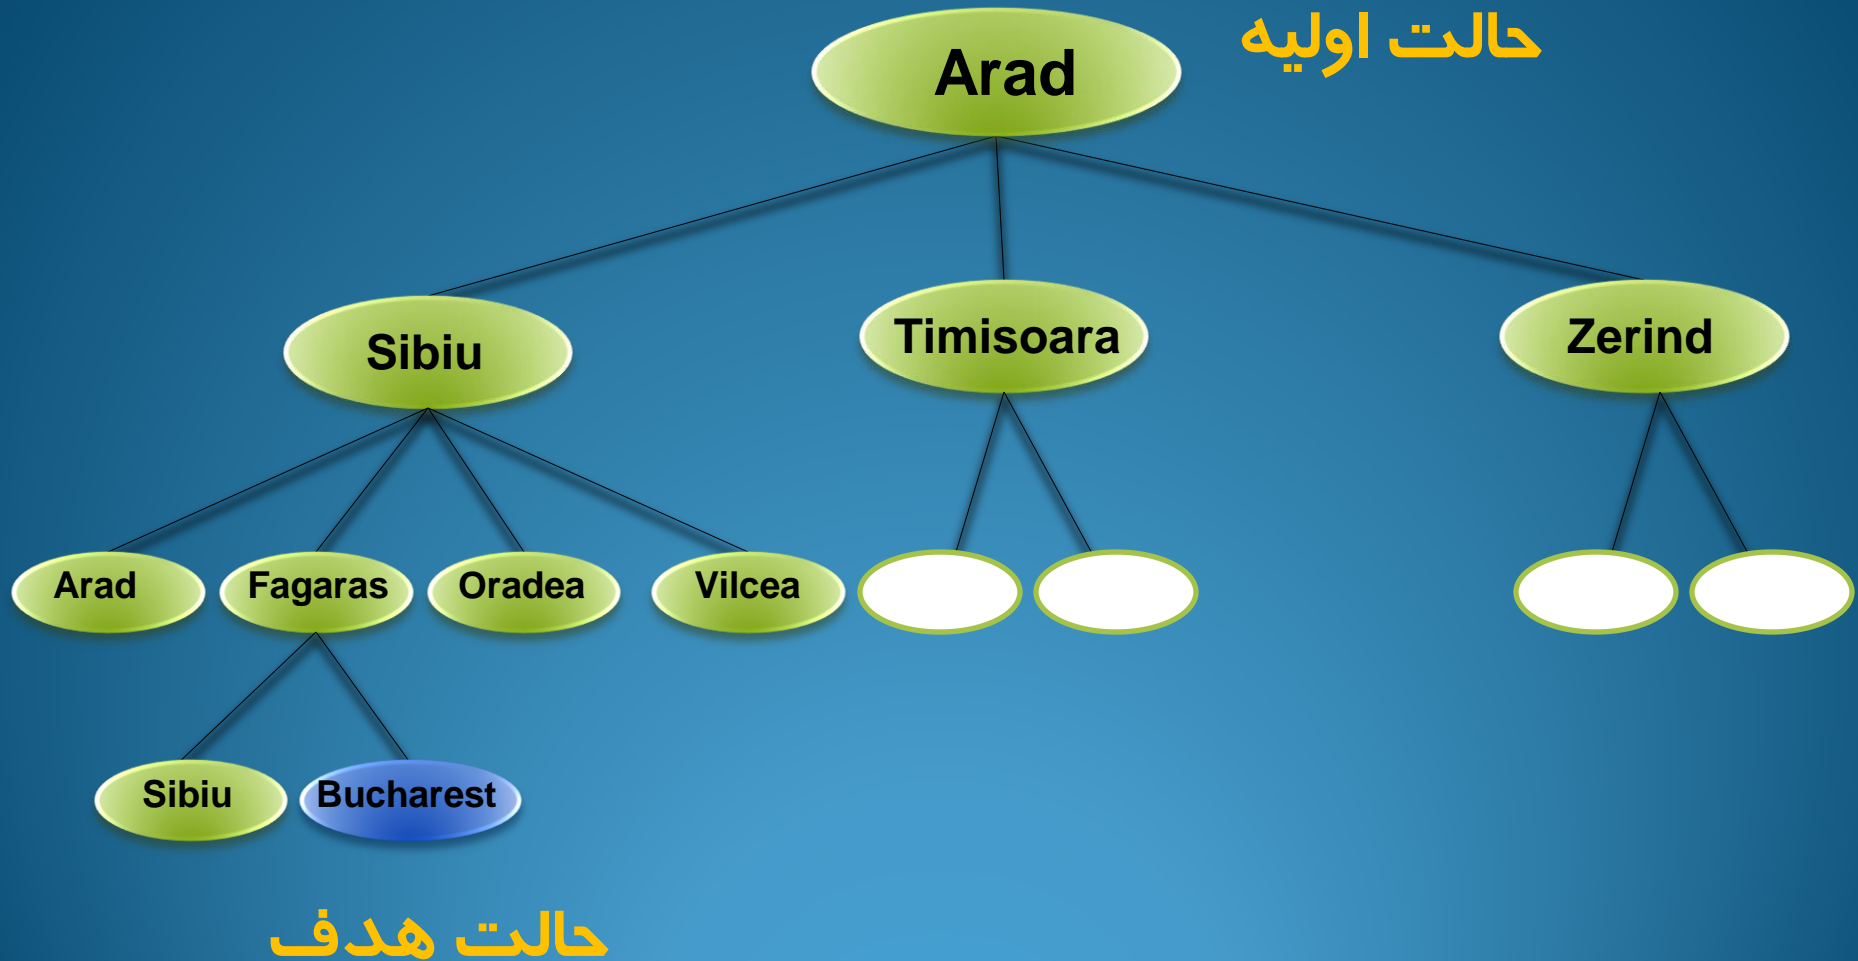 حالت اولیه
Arad
Sibiu
Timisoara
Zerind
Arad
Fagaras
Oradea
Vilcea
Sibiu
Bucharest
حالت هدف